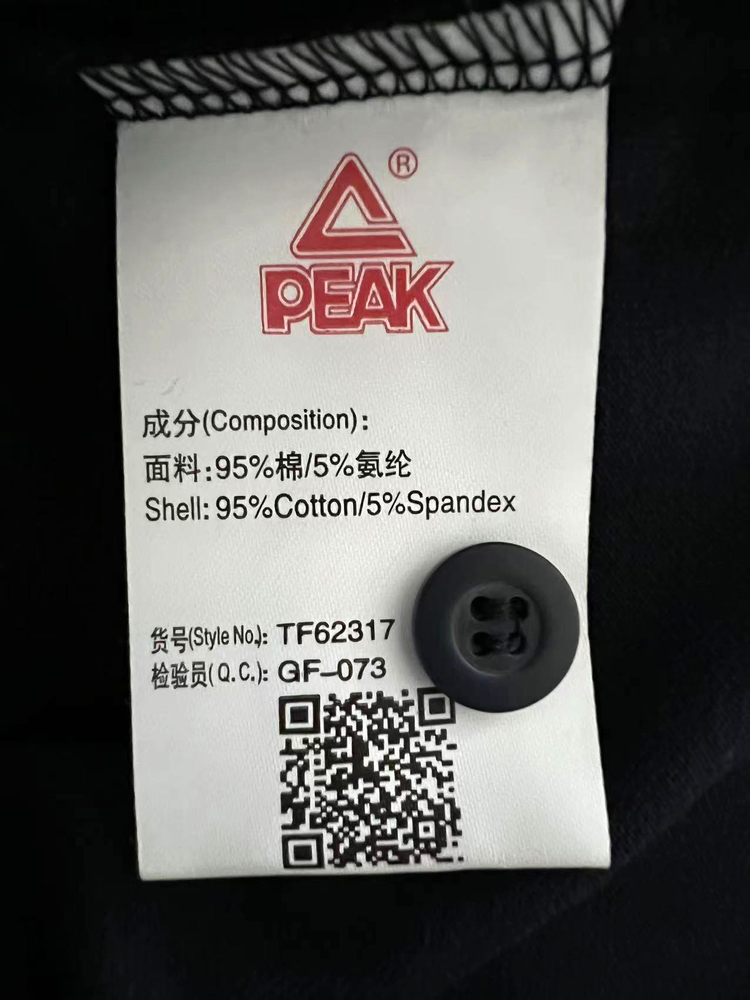 ®
PEAK
成分(Composition):
面料:95%棉/5%氨纶
Shell: 95%Cotton/5%Spandex
货号(Style No.): TF62317
检验员(Q.C.): GF-073